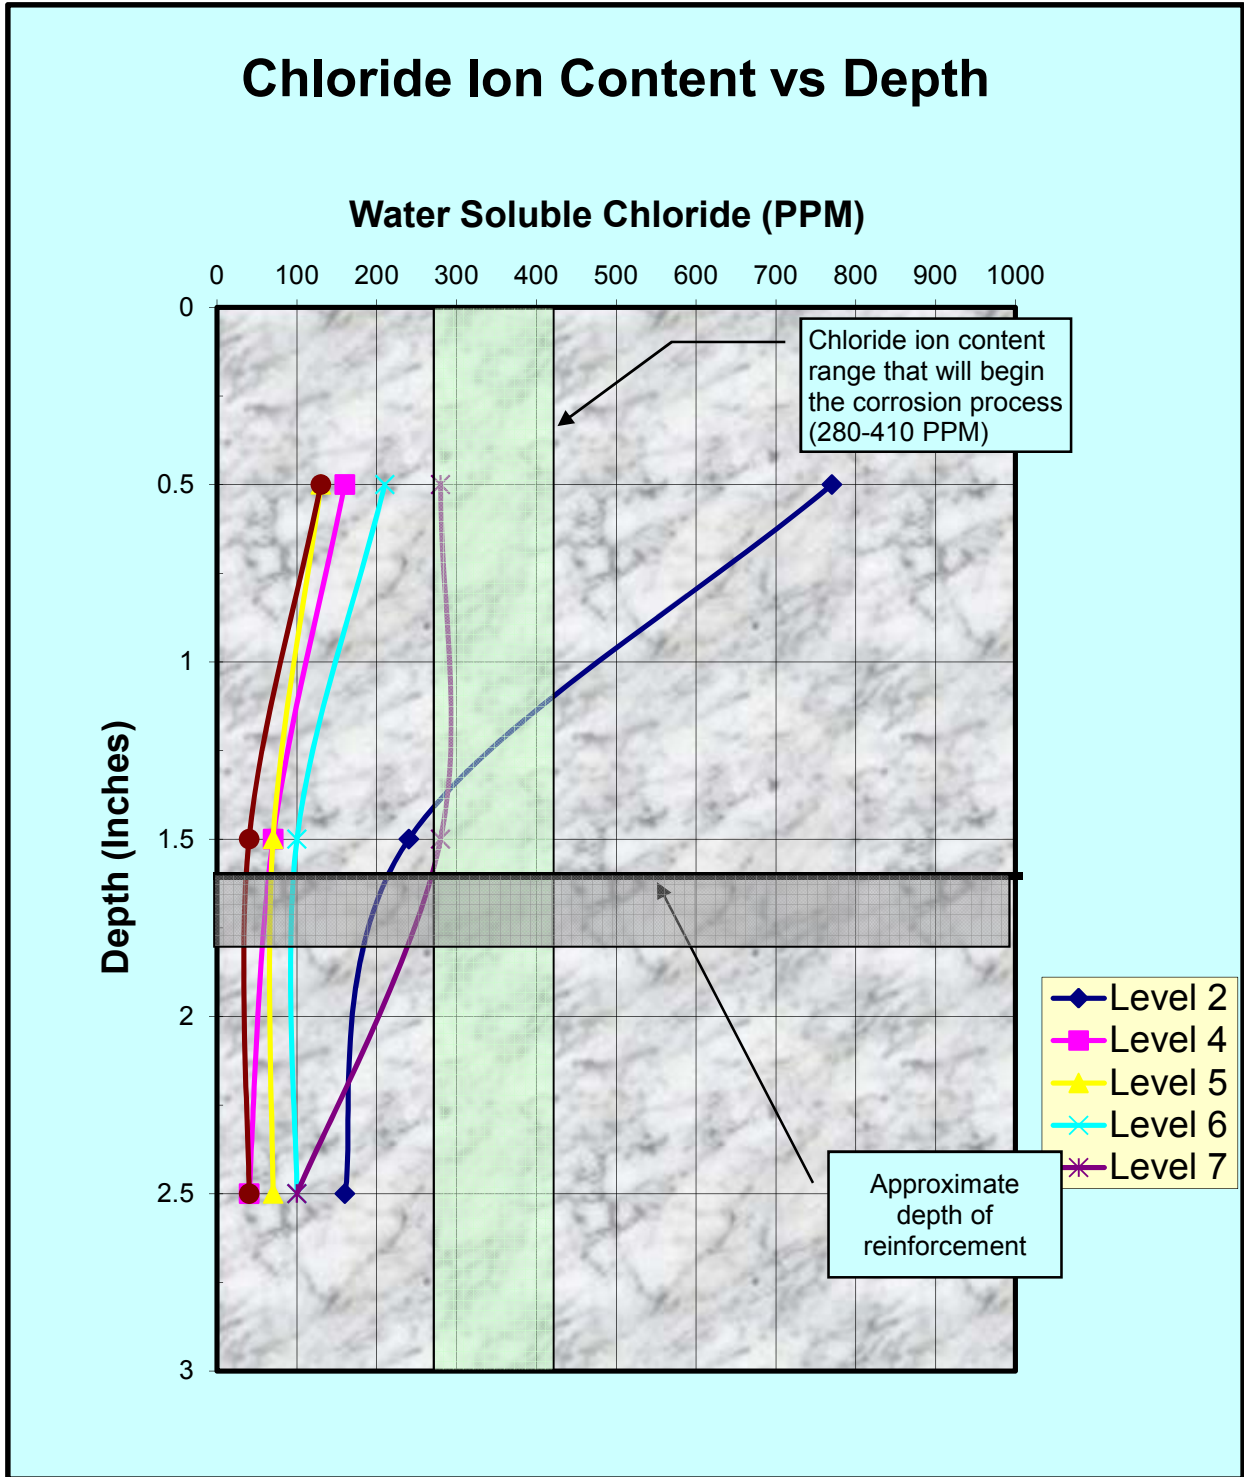 Chloride Ion Content vs Depth
Water Soluble Chloride (PPM)
0 100 200 300 400 500 600 700 800 900 1000
0
Chloride ion content
range that will begin
the corrosion process
(280-410 PPM)
0.5
1
Depth (Inches)
1.5
2
Level 2
Level 4
Level 5
Level 6
Level 7
Approximate
depth of
reinforcement
2.5
3